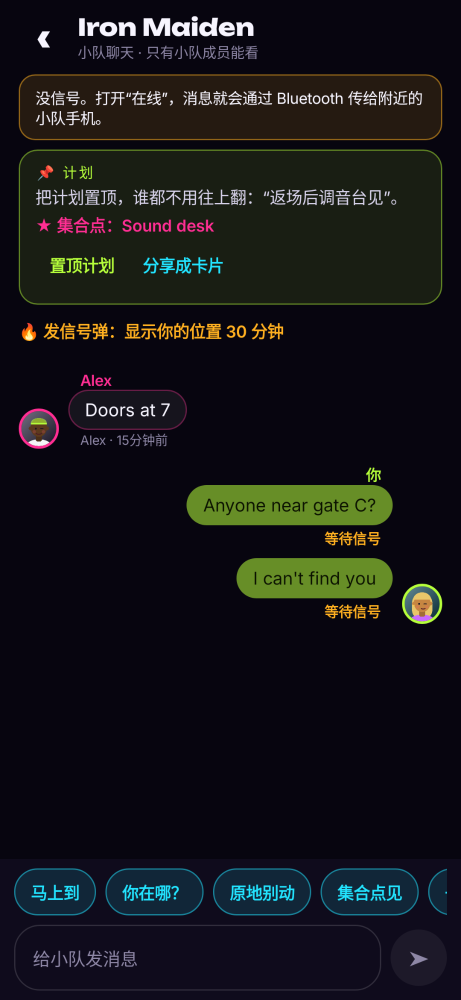 Iron Maiden
小队聊天 · 只有小队成员能看
没信号。打开“在线”，消息就会通过 Bluetooth 传给附近的
小队手机。
📌 计划
把计划置顶，谁都不用往上翻：“返场后调音台见”。
★ 集合点：Sound desk
置顶计划 分享成卡片
🔥 发信号弹：显示你的位置 30 分钟
Alex
Doors at 7
Alex · 15分钟前
你
Anyone near gate C?
等待信号
I can't find you
等待信号
马上到 你在哪？ 原地别动 集合点见
给小队发消息